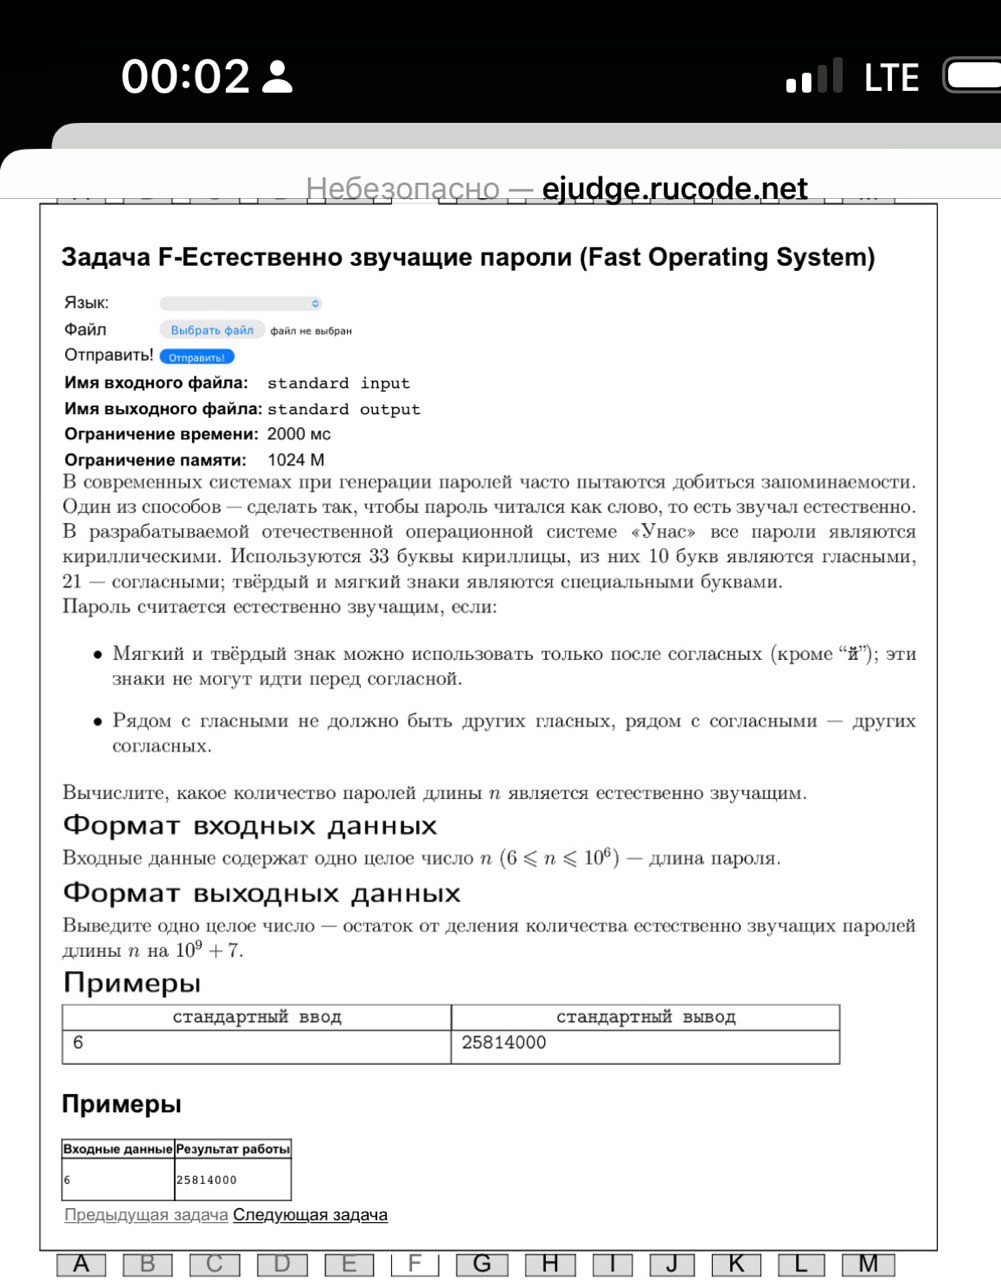 00:02
LTE
Небезопасно — ejudge.rucode.net
Задача F-Естественно звучащие пароли (Fast Operating System)
Язык:
Файл Выбрать файл файл не выбран
Отправить! Отправить!
Имя входного файла: standard input
Имя выходного файла: standard output
Ограничение времени: 2000 мс
Ограничение памяти: 1024 М
В современных системах при генерации паролей часто пытаются добиться запоминаемости.
Один из способов — сделать так, чтобы пароль читался как слово, то есть звучал естественно.
В разрабатываемой отечественной операционной системе «Унас» все пароли являются
кириллическими. Используются 33 буквы кириллицы, из них 10 букв являются гласными,
21 — согласными; твёрдый и мягкий знаки являются специальными буквами.
Пароль считается естественно звучащим, если:
• Мягкий и твёрдый знак можно использовать только после согласных (кроме “й”); эти
знаки не могут идти перед согласной.
• Рядом с гласными не должно быть других гласных, рядом с согласными — других
согласных.
Вычислите, какое количество паролей длины n является естественно звучащим.
Формат входных данных
Входные данные содержат одно целое число n (6 ⩽ n ⩽ 10⁶) — длина пароля.
Формат выходных данных
Выведите одно целое число — остаток от деления количества естественно звучащих паролей
длины n на 10⁹ + 7.
Примеры
стандартный ввод стандартный вывод
6 25814000
Примеры
Входные данные Результат работы
6 25814000
Предыдущая задача Следующая задача
A B C D E F G H I J K L M